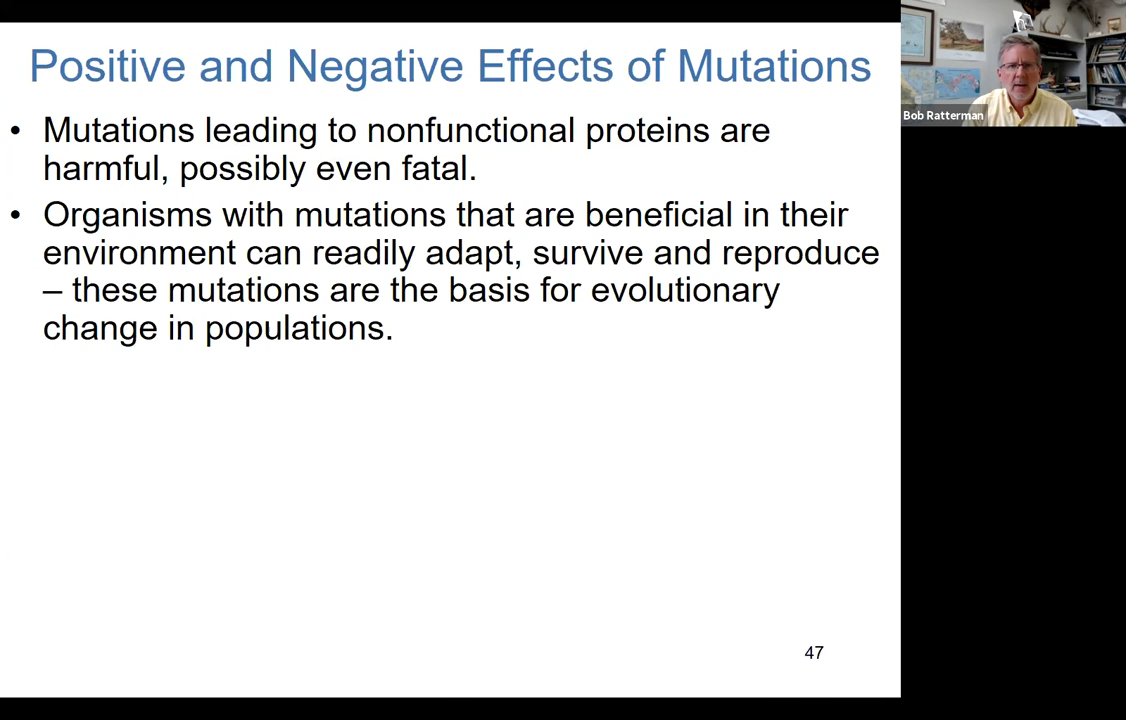 Positive and Negative Effects of Mutations
• Mutations leading to nonfunctional proteins are
harmful, possibly even fatal.
• Organisms with mutations that are beneficial in their
environment can readily adapt, survive and reproduce
– these mutations are the basis for evolutionary
change in populations.
47
Bob Ratterman